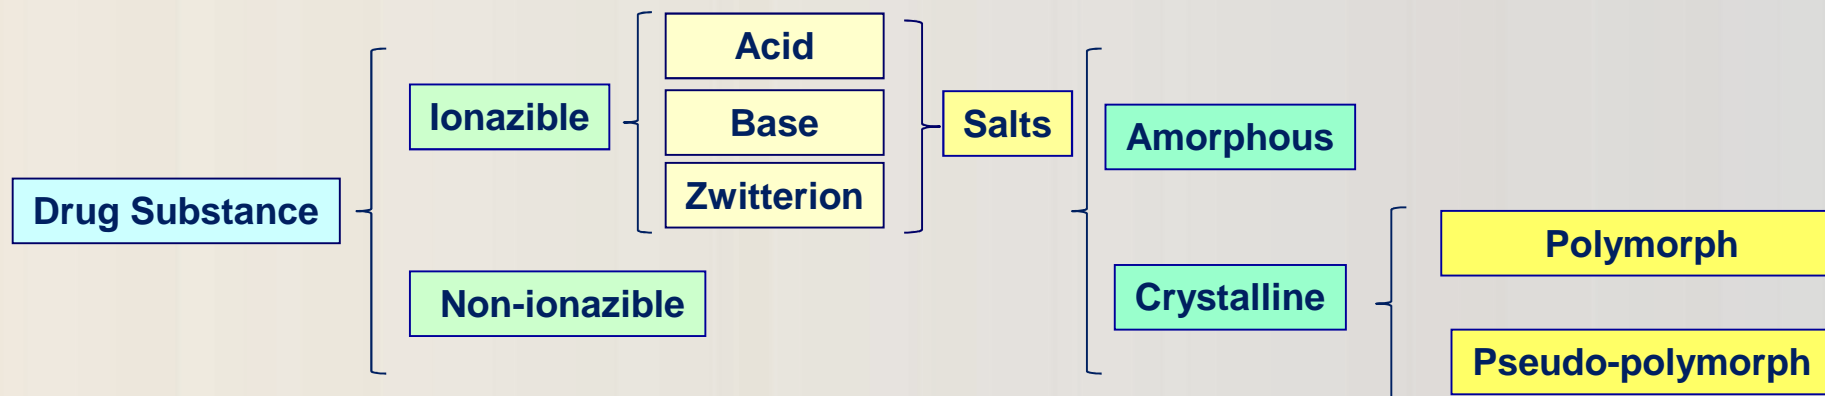 Drug Substance
Ionazible
Non-ionazible
Acid
Base
Zwitterion
Salts
Amorphous
Crystalline
Polymorph
Pseudo-polymorph